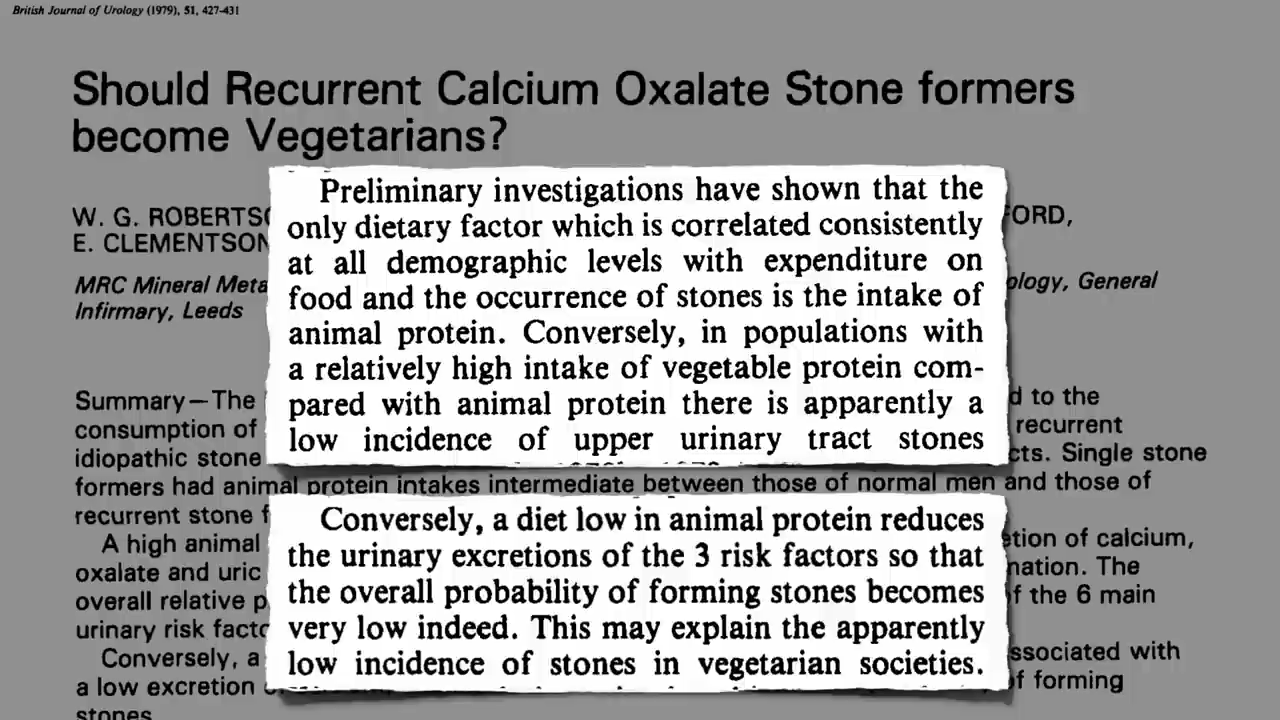 British Journal of Urology (1979), 51, 427-431
Should Recurrent Calcium Oxalate Stone formers
become Vegetarians?
W. G. ROBERTS
FORD,
E. CLEMENTSON
MRC Mineral Meta
ology, General
Infirmary, Leeds
Preliminary investigations have shown that the
only dietary factor which is correlated consistently
at all demographic levels with expenditure on
food and the occurrence of stones is the intake of
animal protein. Conversely, in populations with
a relatively high intake of vegetable protein com-
pared with animal protein there is apparently a
low incidence of upper urinary tract stones
Summary—The
d to the
consumption of
recurrent
idiopathic stone
cts. Single stone
formers had animal protein intakes intermediate between those of normal men and those of
recurrent stone f
A high animal
etion of calcium,
oxalate and uric
nation. The
overall relative p
f the 6 main
urinary risk facto
Conversely, a
ssociated with
a low excretion
of forming
stones
Conversely, a diet low in animal protein reduces
the urinary excretions of the 3 risk factors so that
the overall probability of forming stones becomes
very low indeed. This may explain the apparently
low incidence of stones in vegetarian societies.